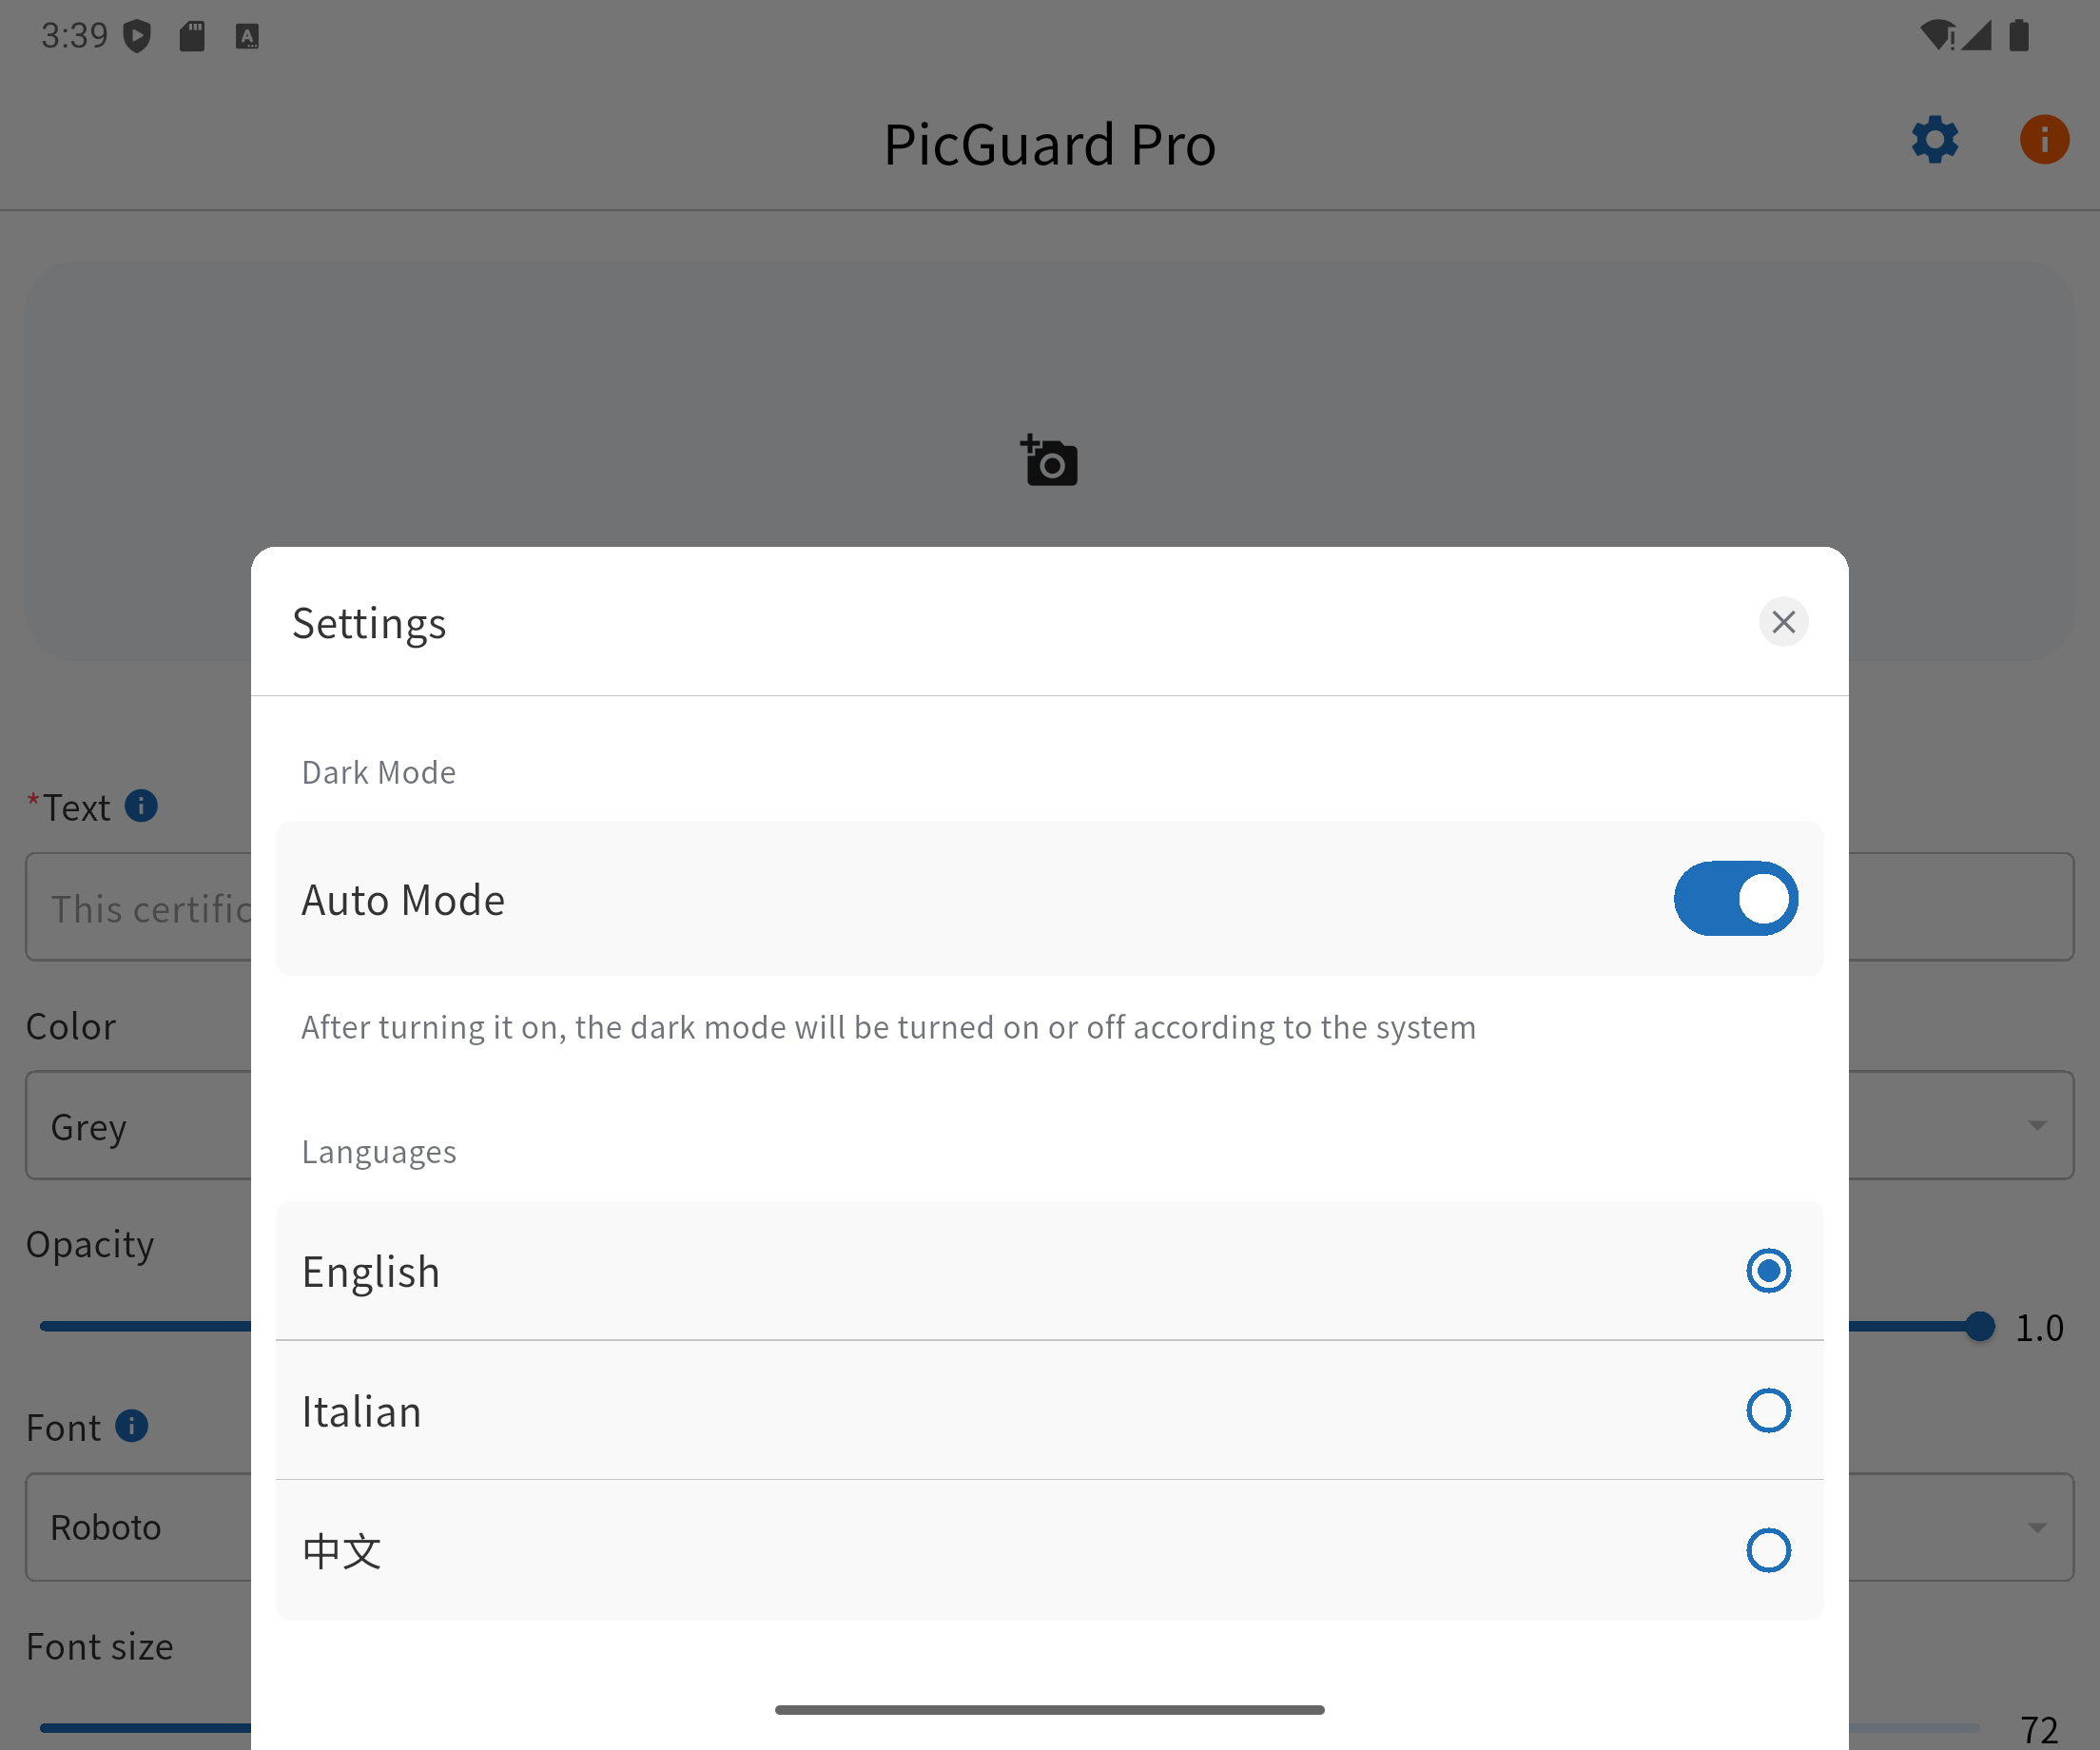 3:39
PicGuard Pro
Settings
Dark Mode
*Text
Auto Mode
This certific
After turning it on, the dark mode will be turned on or off according to the system
Color
Grey
Languages
Opacity
English
1.0
Italian
Font
Roboto
中文
Font size
72